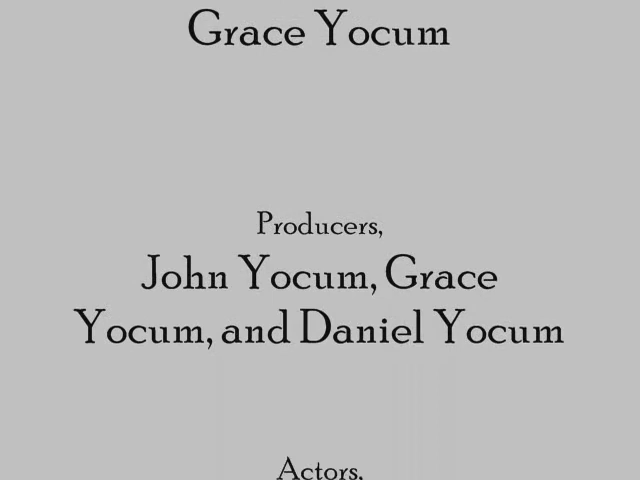 Grace Yocum
Producers,
John Yocum, Grace
Yocum, and Daniel Yocum
Actors,